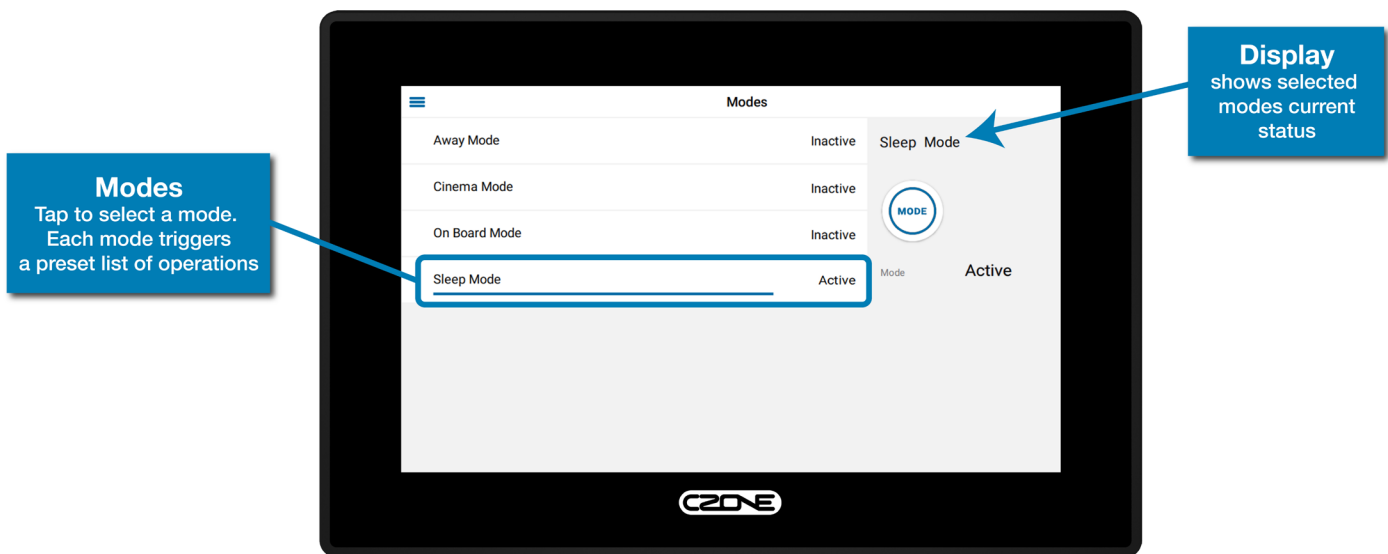 Modes
Tap to select a mode.
Each mode triggers
a preset list of operations
Modes
Away Mode Inactive
Cinema Mode Inactive
On Board Mode Inactive
Sleep Mode Active
Sleep Mode
MODE
Mode Active
Display
shows selected
modes current
status
CZONE